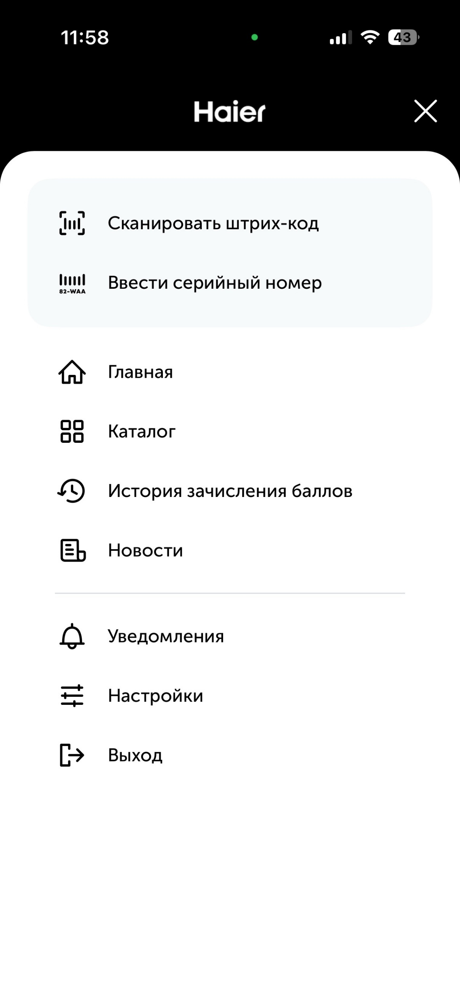 11:58
43
Haier
Сканировать штрих-код
82-WAA
Ввести серийный номер
Главная
Каталог
История зачисления баллов
Новости
Уведомления
Настройки
Выход